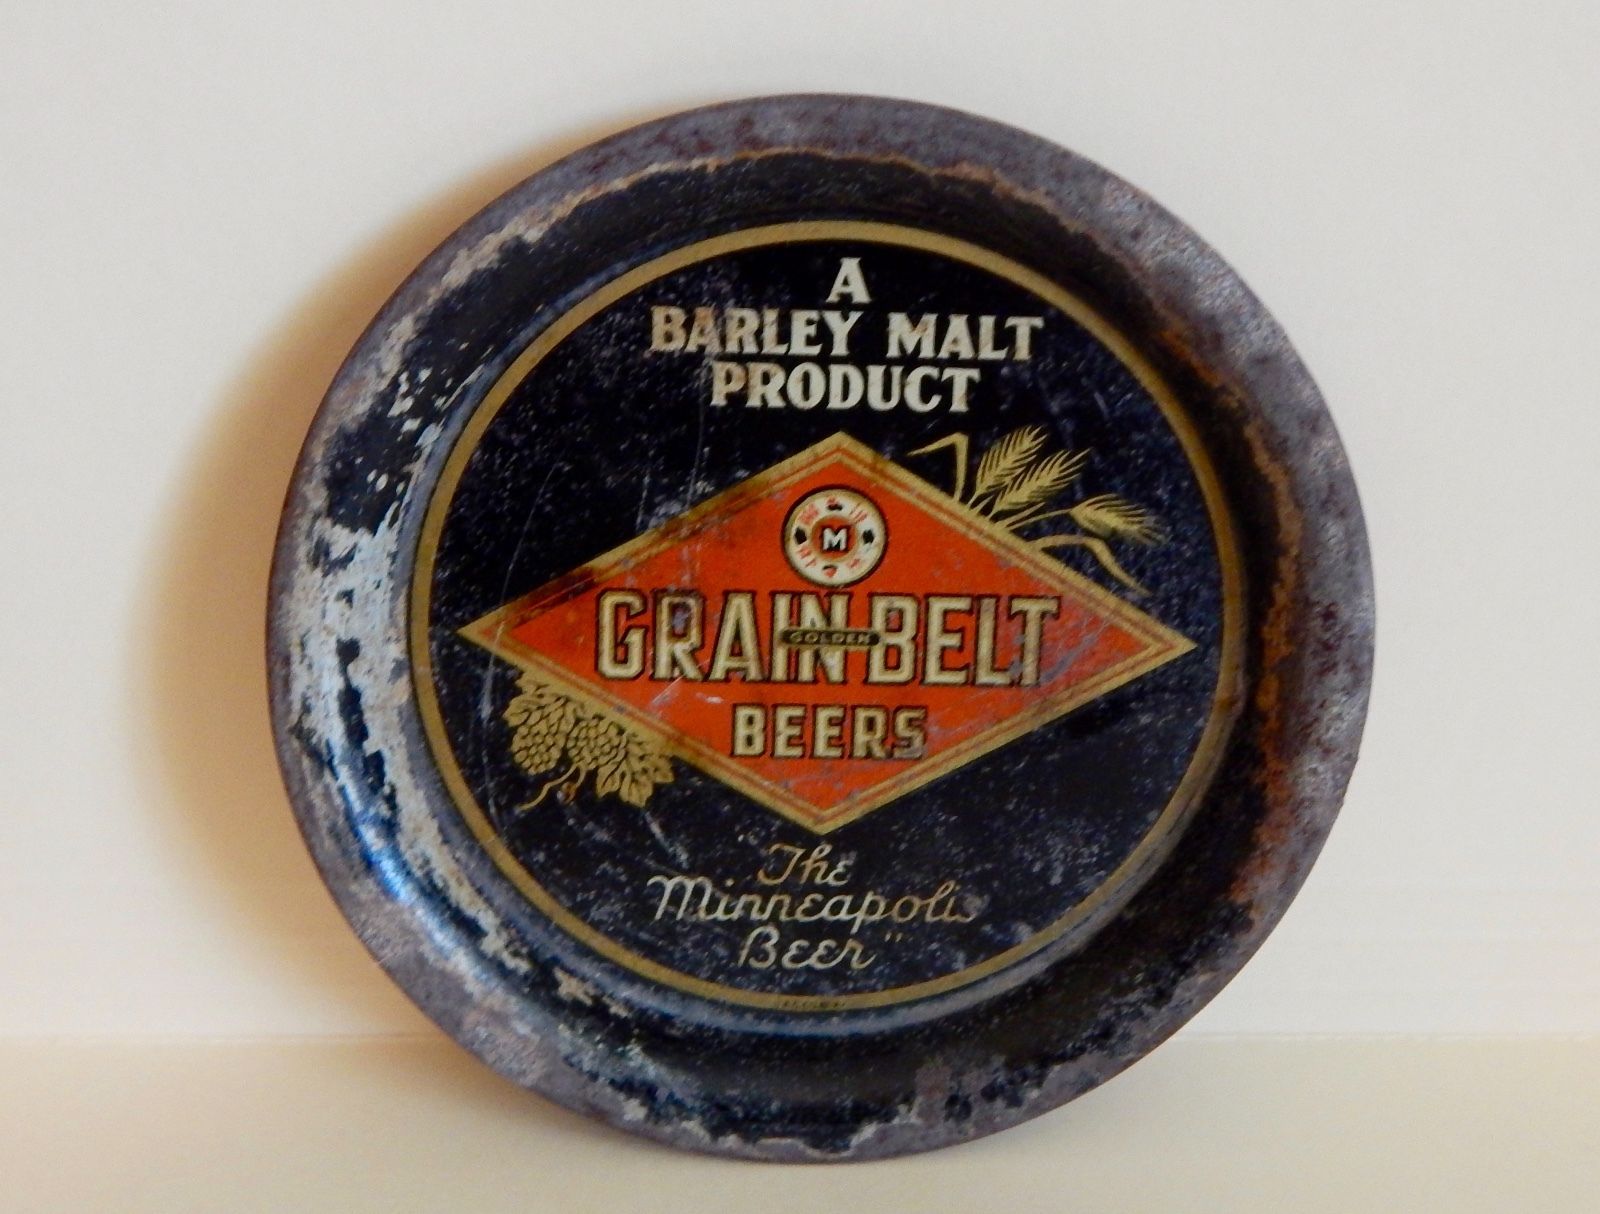 A
BARLEY MALT
PRODUCT
M
GRAIN BELT
GOLDEN
BEERS
The
Minneapolis
Beer"